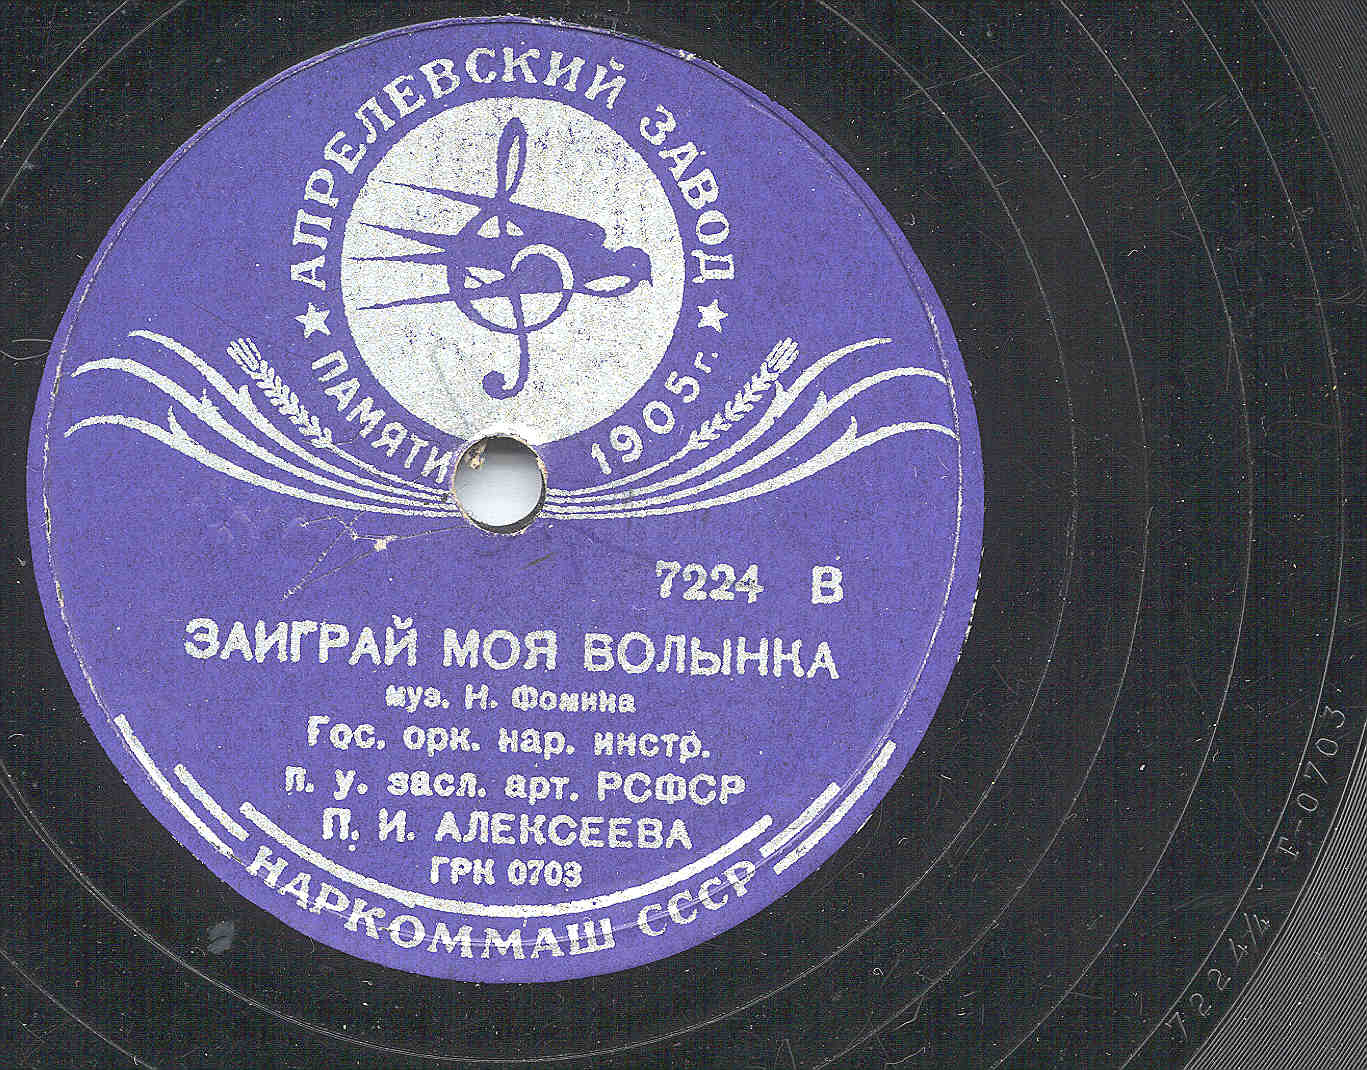 АПРЕЛЕВСКИЙ ЗАВОД
ПАМЯТИ 1905 г.
7224 В
ЗАИГРАЙ МОЯ ВОЛЫНКА
муз. Н. Фомина
Гос. орк. нар. инстр.
п. у. засл. арт. РСФСР
П. И. АЛЕКСЕЕВА
ГРК 0703
НАРКОММАШ СССР
7224/4 Г-0703